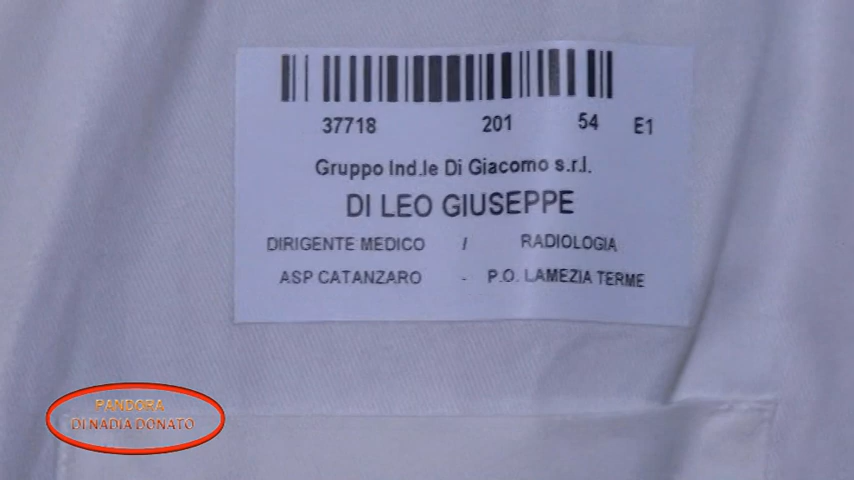 37718 201 54 E1
Gruppo Ind.le Di Giacomo s.r.l.
DI LEO GIUSEPPE
DIRIGENTE MEDICO / RADIOLOGIA
ASP CATANZARO - P.O. LAMEZIA TERME
PANDORA
DI NADIA DONATO